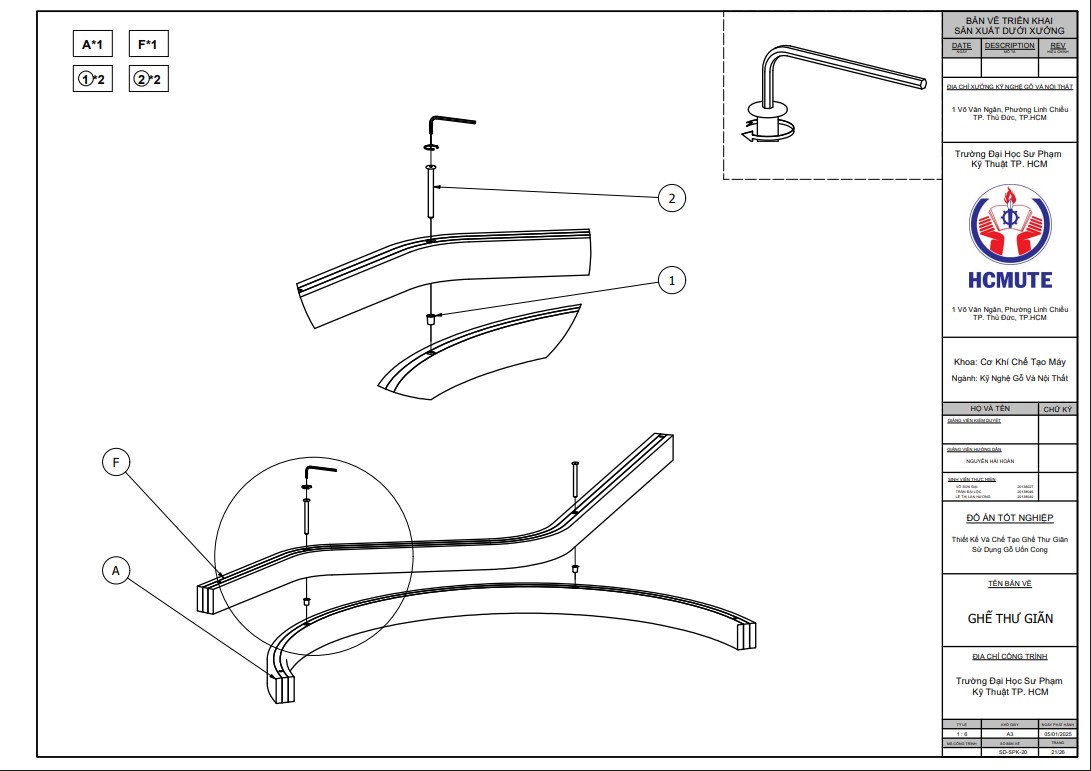 A*1
F*1
1*2
2*2
2
1
F
A
BẢN VẼ TRIỂN KHAI
SẢN XUẤT DƯỚI XƯỞNG
DATE
DESCRIPTION
REV
NGÀY
MÔ TẢ
ĐỊA CHỈ XƯỞNG KỸ NGHỆ GỖ VÀ NỘI THẤT
1 Võ Văn Ngân, Phường Linh Chiểu
TP. Thủ Đức, TP.HCM
Trường Đại Học Sư Phạm
Kỹ Thuật TP. HCM
HCMUTE
1 Võ Văn Ngân, Phường Linh Chiểu
TP. Thủ Đức, TP.HCM
Khoa: Cơ Khí Chế Tạo Máy
Ngành: Kỹ Nghệ Gỗ Và Nội Thất
HỌ VÀ TÊN
CHỮ KÝ
GIẢNG VIÊN KIỂM DUYỆT
GIẢNG VIÊN HƯỚNG DẪN
NGUYỄN HẢI HOÀN
SINH VIÊN THỰC HIỆN
ĐỒ ÁN TỐT NGHIỆP
Thiết Kế Và Chế Tạo Ghế Thư Giãn
Sử Dụng Gỗ Uốn Cong
TÊN BẢN VẼ
GHẾ THƯ GIÃN
ĐỊA CHỈ CÔNG TRÌNH
Trường Đại Học Sư Phạm
Kỹ Thuật TP. HCM
TỶ LỆ
KHỔ GIẤY
NGÀY PHÁT HÀNH
1 : 6
A3
05/01/2025
MÃ CÔNG TRÌNH
SỐ BẢN VẼ
TRANG
SD-SPK-20
21/26